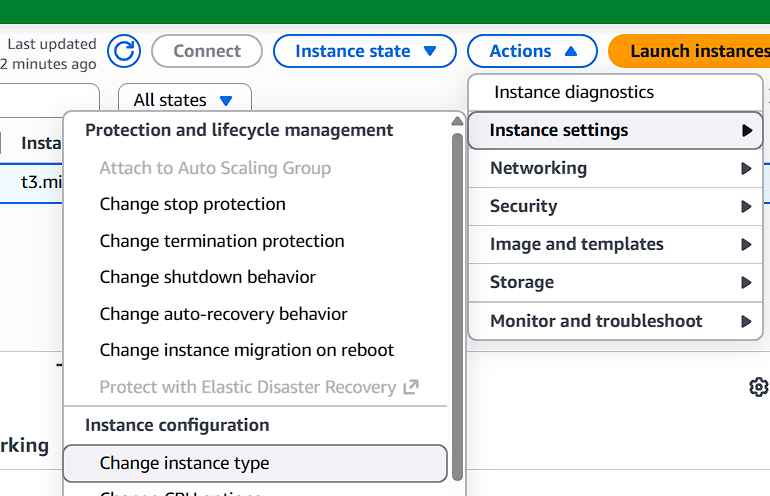 Last updated
2 minutes ago
Connect
Instance state
Actions
Launch instances
All states
Insta
t3.mi
Instance diagnostics
Instance settings
Networking
Security
Image and templates
Storage
Monitor and troubleshoot
Protection and lifecycle management
Attach to Auto Scaling Group
Change stop protection
Change termination protection
Change shutdown behavior
Change auto-recovery behavior
Change instance migration on reboot
Protect with Elastic Disaster Recovery
Instance configuration
rking
Change instance type
Change CPU options